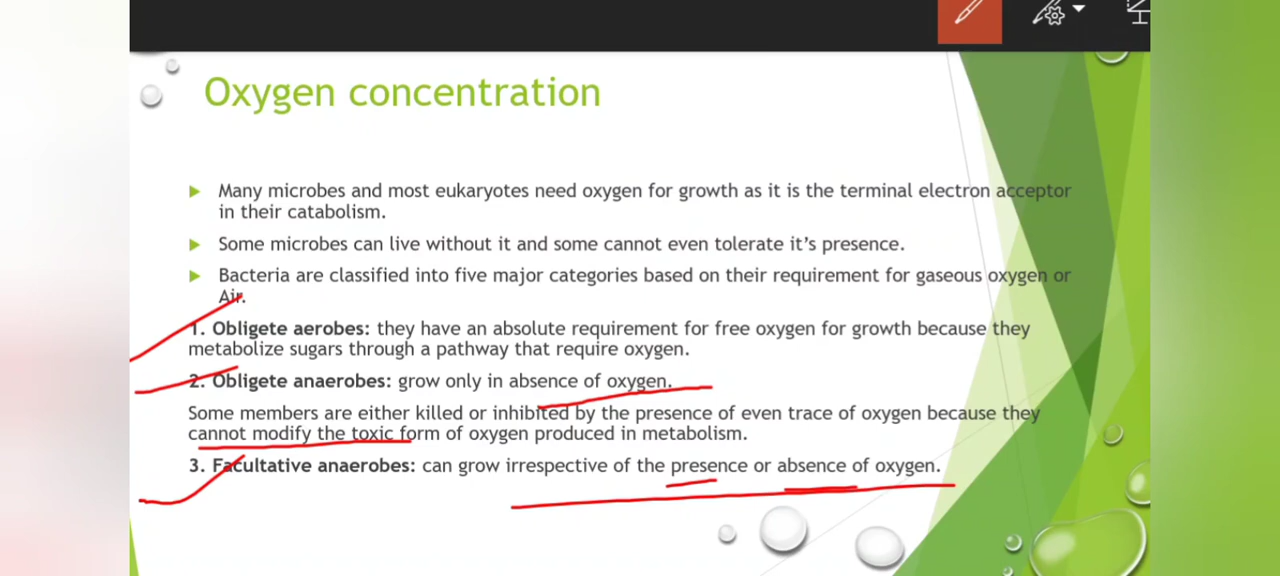 Oxygen concentration
Many microbes and most eukaryotes need oxygen for growth as it is the terminal electron acceptor
in their catabolism.
Some microbes can live without it and some cannot even tolerate it's presence.
Bacteria are classified into five major categories based on their requirement for gaseous oxygen or
Air.
1. Obligete aerobes: they have an absolute requirement for free oxygen for growth because they
metabolize sugars through a pathway that require oxygen.
2. Obligete anaerobes: grow only in absence of oxygen.
Some members are either killed or inhibited by the presence of even trace of oxygen because they
cannot modify the toxic form of oxygen produced in metabolism.
3. Facultative anaerobes: can grow irrespective of the presence or absence of oxygen.